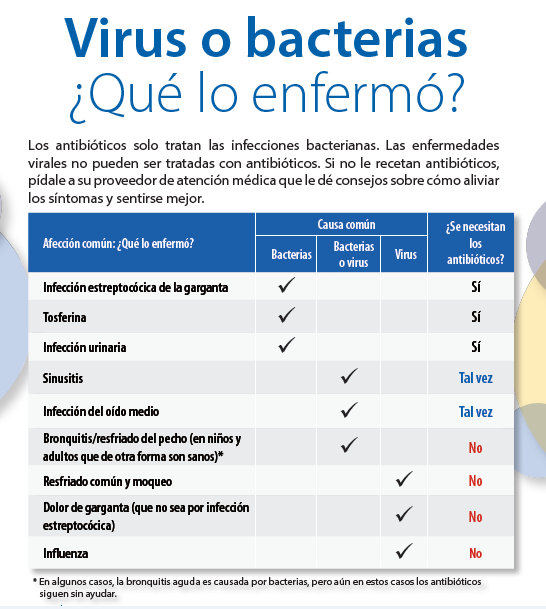 Virus o bacterias
¿Qué lo enfermó?
Los antibióticos solo tratan las infecciones bacterianas. Las enfermedades
virales no pueden ser tratadas con antibióticos. Si no le recetan antibióticos,
pídale a su proveedor de atención médica que le dé consejos sobre cómo aliviar
los síntomas y sentirse mejor.
Afección común: ¿Qué lo enfermó?
Causa común
Bacterias
Bacterias
o virus
Virus
¿Se necesitan
los
antibióticos?
Infección estreptocócica de la garganta
Sí
Tosferina
Sí
Infección urinaria
Sí
Sinusitis
Tal vez
Infección del oído medio
Tal vez
Bronquitis/resfriado del pecho (en niños y
adultos que de otra forma son sanos)*
No
Resfriado común y moqueo
No
Dolor de garganta (que no sea por infección
estreptocócica)
No
Influenza
No
* En algunos casos, la bronquitis aguda es causada por bacterias, pero aún en estos casos los antibióticos
siguen sin ayudar.